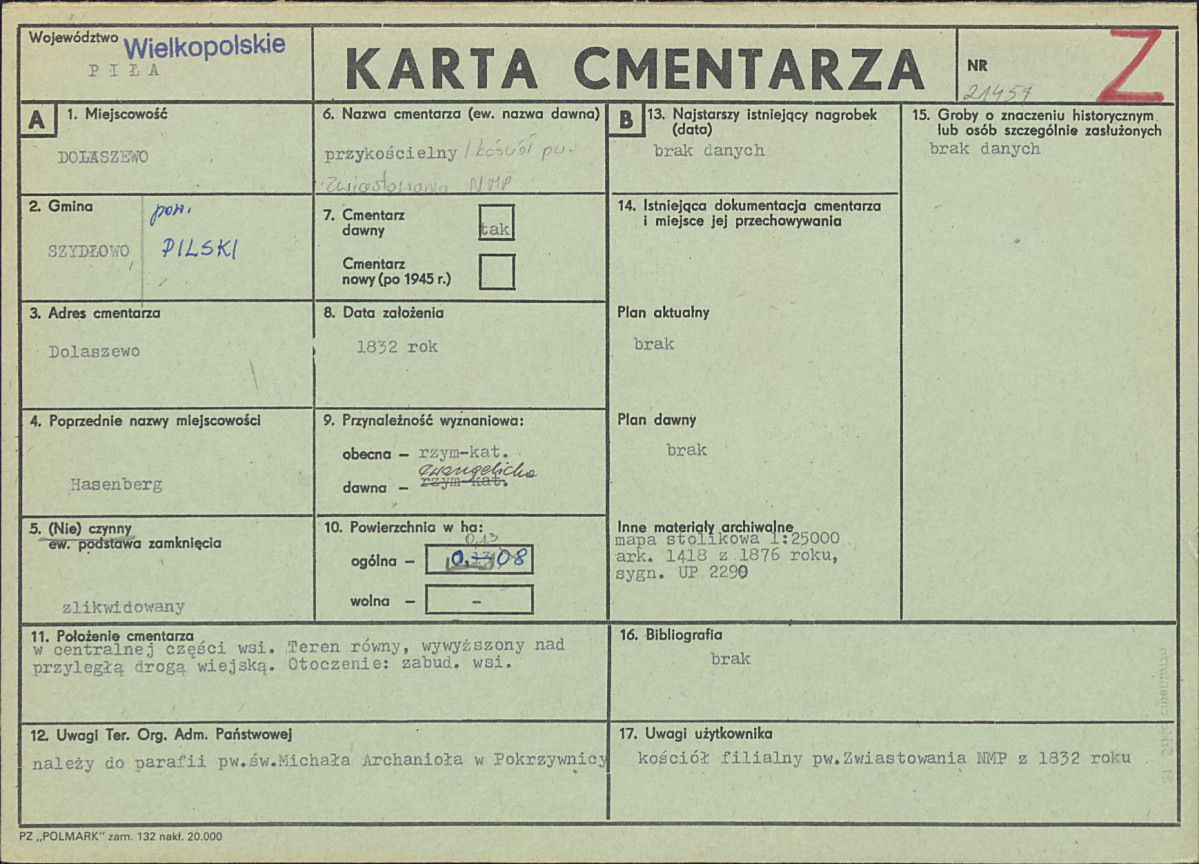 Województwo Wielkopolskie
PIŁA
KARTA CMENTARZA
NR
21457
Z
A
1. Miejscowość
DOLASZEWO
2. Gmina
pow.
SZYDŁOWO
PILSKI
3. Adres cmentarza
Dolaszewo
4. Poprzednie nazwy miejscowości
Hasenberg
5. (Nie) czynny
ew. podstawa zamknięcia
zlikwidowany
6. Nazwa cmentarza (ew. nazwa dawna)
przykościelny / kościół pw.
Zwiastowania NMP
7. Cmentarz
dawny
tak
Cmentarz
nowy (po 1945 r.)
8. Data założenia
1832 rok
9. Przynależność wyznaniowa:
obecna – rzym-kat.
ewangelicka
dawna – rzym-kat.
10. Powierzchnia w ha:
0,13
ogólna – 0.13 08
wolna – -
11. Położenie cmentarza
w centralnej części wsi. Teren równy, wywyższony nad
przyległą drogą wiejską. Otoczenie: zabud. wsi.
12. Uwagi Ter. Org. Adm. Państwowej
należy do parafii pw.św.Michała Archanioła w Pokrzywnicy
B
13. Najstarszy istniejący nagrobek
(data)
brak danych
14. Istniejąca dokumentacja cmentarza
i miejsce jej przechowywania
Plan aktualny
brak
Plan dawny
brak
Inne materiały archiwalne
mapa stolikowa 1:25000
ark. 1418 z 1876 roku,
sygn. UP 2290
15. Groby o znaczeniu historycznym
lub osób szczególnie zasłużonych
brak danych
16. Bibliografia
brak
17. Uwagi użytkownika
kościół filialny pw.Zwiastowania NMP z 1832 roku
PZ „POLMARK" zam. 132 nakł. 20.000